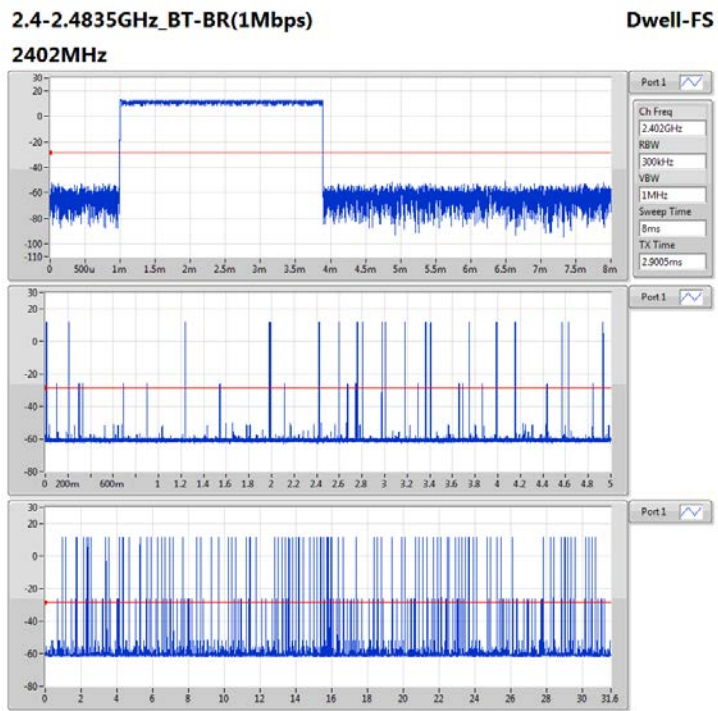 2.4-2.4835GHz_BT-BR(1Mbps) Dwell-FS
2402MHz
30
20
0
-20
-40
-60
-80
-100
-110
0 500u 1m 1.5m 2m 2.5m 3m 3.5m 4m 4.5m 5m 5.5m 6m 6.5m 7m 7.5m 8m
Port 1
Ch Freq
2.402GHz
RBW
300kHz
VBW
1MHz
Sweep Time
8ms
TX Time
2.9005ms
30
20
0
-20
-40
-60
-80
0 200m 600m 1 1.2 1.4 1.6 1.8 2 2.2 2.4 2.6 2.8 3 3.2 3.4 3.6 3.8 4 4.2 4.4 4.6 4.8 5
Port 1
30
20
0
-20
-40
-60
-80
0 2 4 6 8 10 12 14 16 18 20 22 24 26 28 30 31.6
Port 1